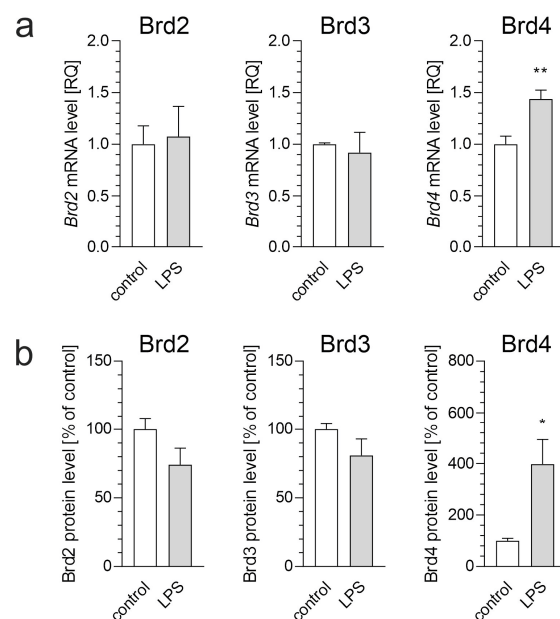 a
Brd2
Brd3
Brd4
Brd2 mRNA level [RQ]
2.0
1.5
1.0
0.5
0.0
control
LPS
Brd3 mRNA level [RQ]
2.0
1.5
1.0
0.5
0.0
control
LPS
Brd4 mRNA level [RQ]
2.0
1.5
1.0
0.5
0.0
**
control
LPS
b
Brd2
Brd3
Brd4
Brd2 protein level [% of control]
150
100
50
0
control
LPS
Brd3 protein level [% of control]
150
100
50
0
control
LPS
Brd4 protein level [% of control]
800
600
400
200
0
*
control
LPS